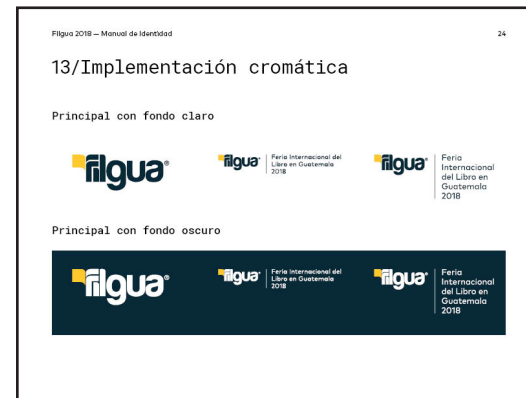 Filgua 2018 — Manual de Identidad
24
13/Implementación cromática
Principal con fondo claro
filgua®
filgua®
Feria Internacional del
Libro en Guatemala
2018
filgua®
Feria
Internacional
del Libro en
Guatemala
2018
Principal con fondo oscuro
filgua®
filgua®
Feria Internacional del
Libro en Guatemala
2018
filgua®
Feria
Internacional
del Libro en
Guatemala
2018